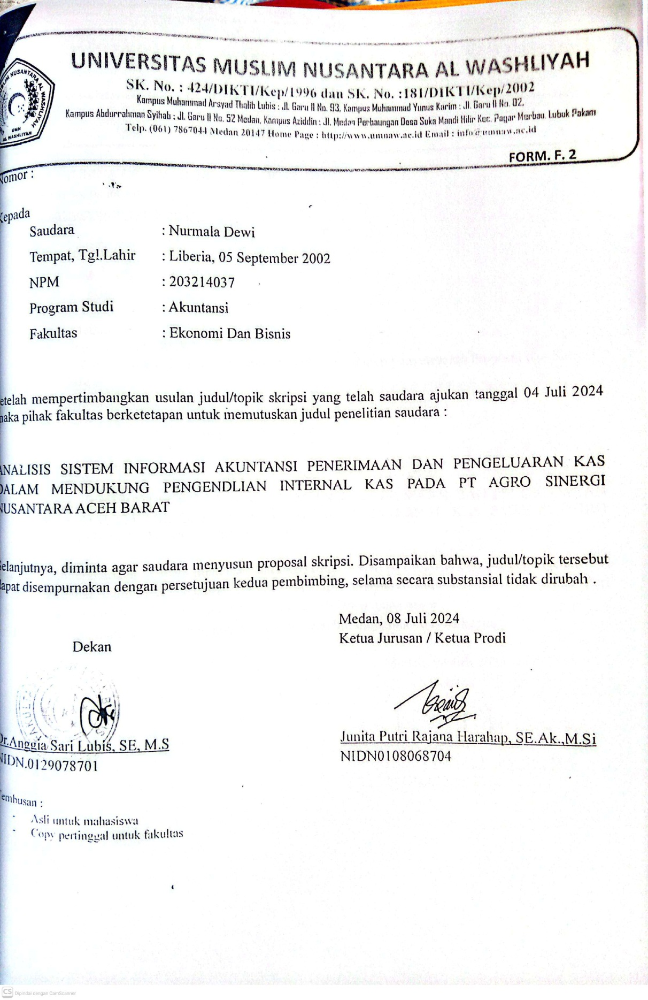 UNIVERSITAS MUSLIM NUSANTARA AL WASHLIYAH
SK. No. : 424/DIKTI/Kep/1996 dan SK. No. :181/DIKTI/Kep/2002
Kampus Muhammad Arsyad Thalib Lubis : Jl. Garu II No. 93, Kampus Muhammad Yunus Karim : Jl. Garu II No. 02,
Kampus Abdurrahman Syihab : Jl. Garu II No. 52 Medan, Kampus Aziddin : Jl. Medan Perbaungan Desa Suka Mandi Hilir Kec. Pagar Merbau, Lubuk Pakam
Telp. (061) 7867044 Medan 20147 Home Page : http://www.umnaw.ac.id Email : info@umnaw.ac.id
UMN
AL WASHLIYAH
FORM. F. 2
Nomor :
Kepada
Saudara : Nurmala Dewi
Tempat, Tgl.Lahir : Liberia, 05 September 2002
NPM : 203214037
Program Studi : Akuntansi
Fakultas : Ekonomi Dan Bisnis
etelah mempertimbangkan usulan judul/topik skripsi yang telah saudara ajukan tanggal 04 Juli 2024
maka pihak fakultas berketetapan untuk memutuskan judul penelitian saudara :
ANALISIS SISTEM INFORMASI AKUNTANSI PENERIMAAN DAN PENGELUARAN KAS
DALAM MENDUKUNG PENGENDLIAN INTERNAL KAS PADA PT AGRO SINERGI
NUSANTARA ACEH BARAT
Selanjutnya, diminta agar saudara menyusun proposal skripsi. Disampaikan bahwa, judul/topik tersebut
dapat disempurnakan dengan persetujuan kedua pembimbing, selama secara substansial tidak dirubah .
Medan, 08 Juli 2024
Ketua Jurusan / Ketua Prodi
Dekan
Dr.Anggia Sari Lubis, SE, M.S
NIDN.0129078701
Junita Putri Rajana Harahap, SE.Ak.,M.Si
NIDN0108068704
Tembusan :
- Asli untuk mahasiswa
- Copy pertinggal untuk fakultas
CS Dipindai dengan CamScanner